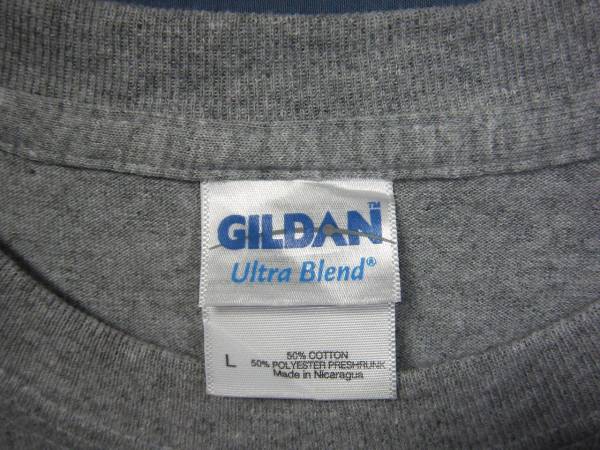 GILDAN™
Ultra Blend®
L
50% COTTON
50% POLYESTER PRESHRUNK
Made in Nicaragua